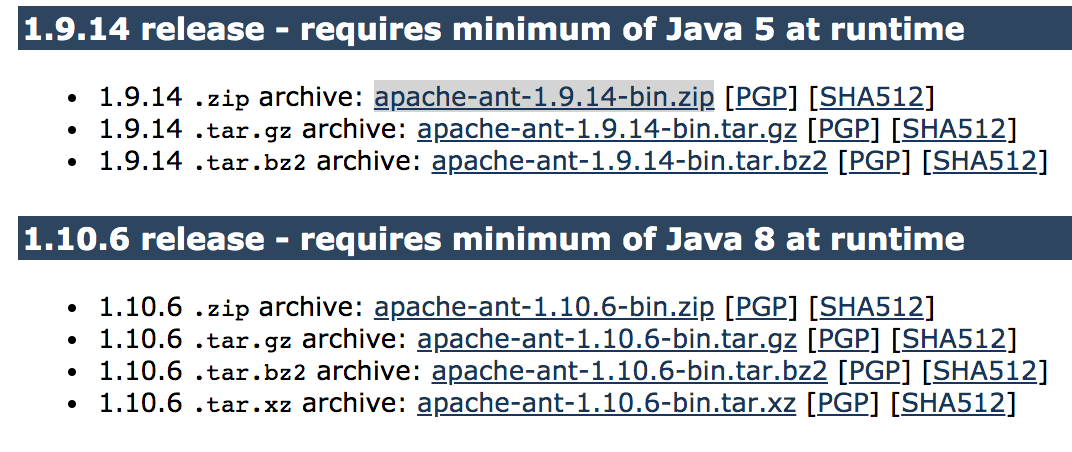 1.9.14 release - requires minimum of Java 5 at runtime
• 1.9.14 .zip archive: apache-ant-1.9.14-bin.zip [PGP] [SHA512]
• 1.9.14 .tar.gz archive: apache-ant-1.9.14-bin.tar.gz [PGP] [SHA512]
• 1.9.14 .tar.bz2 archive: apache-ant-1.9.14-bin.tar.bz2 [PGP] [SHA512]
1.10.6 release - requires minimum of Java 8 at runtime
• 1.10.6 .zip archive: apache-ant-1.10.6-bin.zip [PGP] [SHA512]
• 1.10.6 .tar.gz archive: apache-ant-1.10.6-bin.tar.gz [PGP] [SHA512]
• 1.10.6 .tar.bz2 archive: apache-ant-1.10.6-bin.tar.bz2 [PGP] [SHA512]
• 1.10.6 .tar.xz archive: apache-ant-1.10.6-bin.tar.xz [PGP] [SHA512]